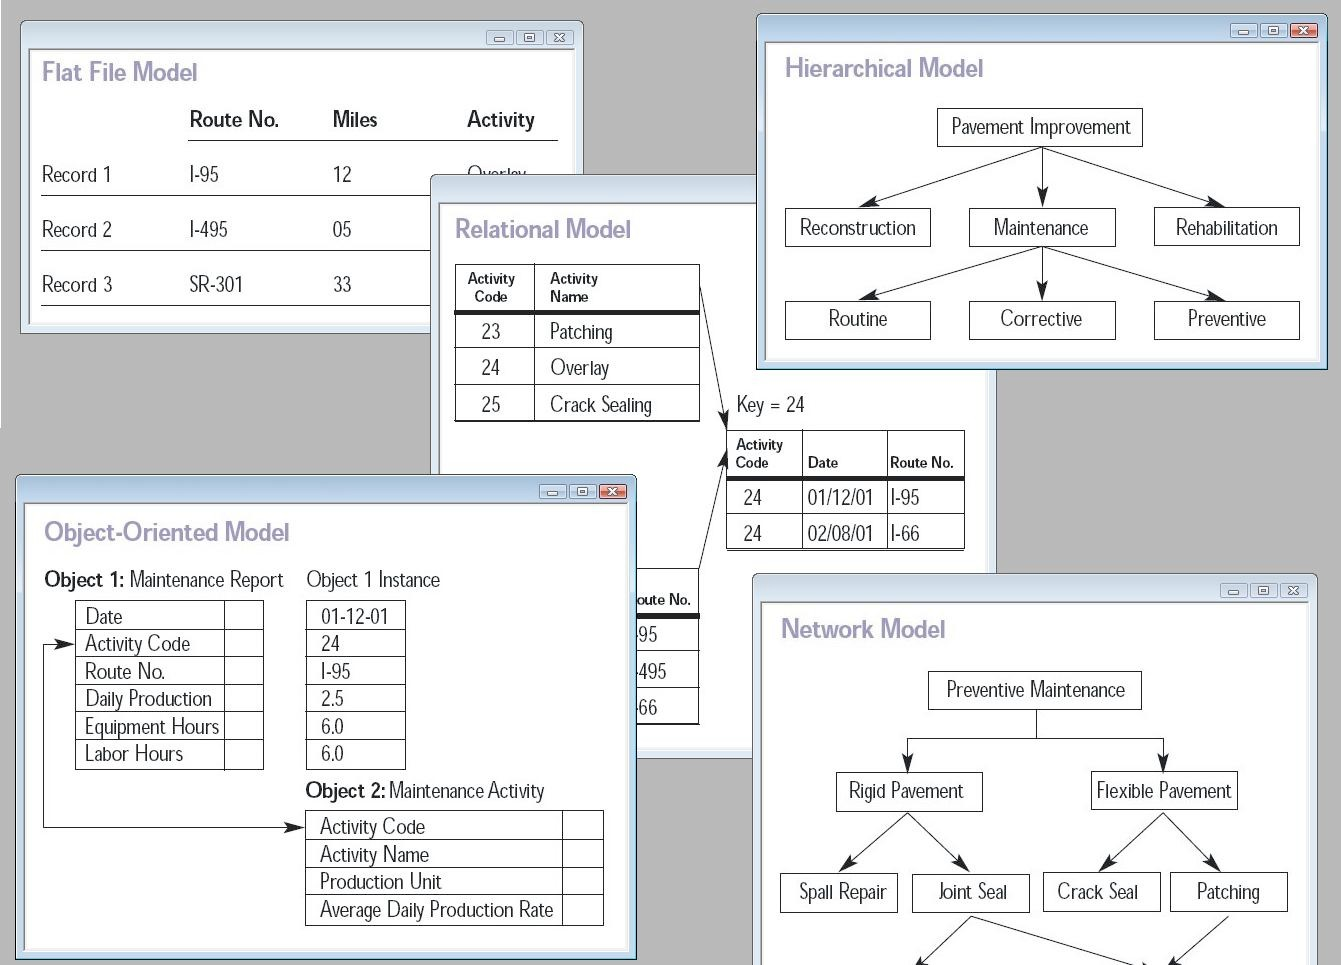 Flat File Model
Route No. Miles Activity
Record 1 I-95 12
Record 2 I-495 05
Record 3 SR-301 33
Hierarchical Model
Pavement Improvement
Reconstruction Maintenance Rehabilitation
Routine Corrective Preventive
Relational Model
Activity Code Activity Name
23 Patching
24 Overlay
25 Crack Sealing
Key = 24
Activity Code Date Route No.
24 01/12/01 I-95
24 02/08/01 I-66
oute No.
-95
-495
-66
Object-Oriented Model
Object 1: Maintenance Report Object 1 Instance
Date 01-12-01
Activity Code 24
Route No. I-95
Daily Production 2.5
Equipment Hours 6.0
Labor Hours 6.0
Object 2: Maintenance Activity
Activity Code
Activity Name
Production Unit
Average Daily Production Rate
Network Model
Preventive Maintenance
Rigid Pavement Flexible Pavement
Spall Repair Joint Seal Crack Seal Patching